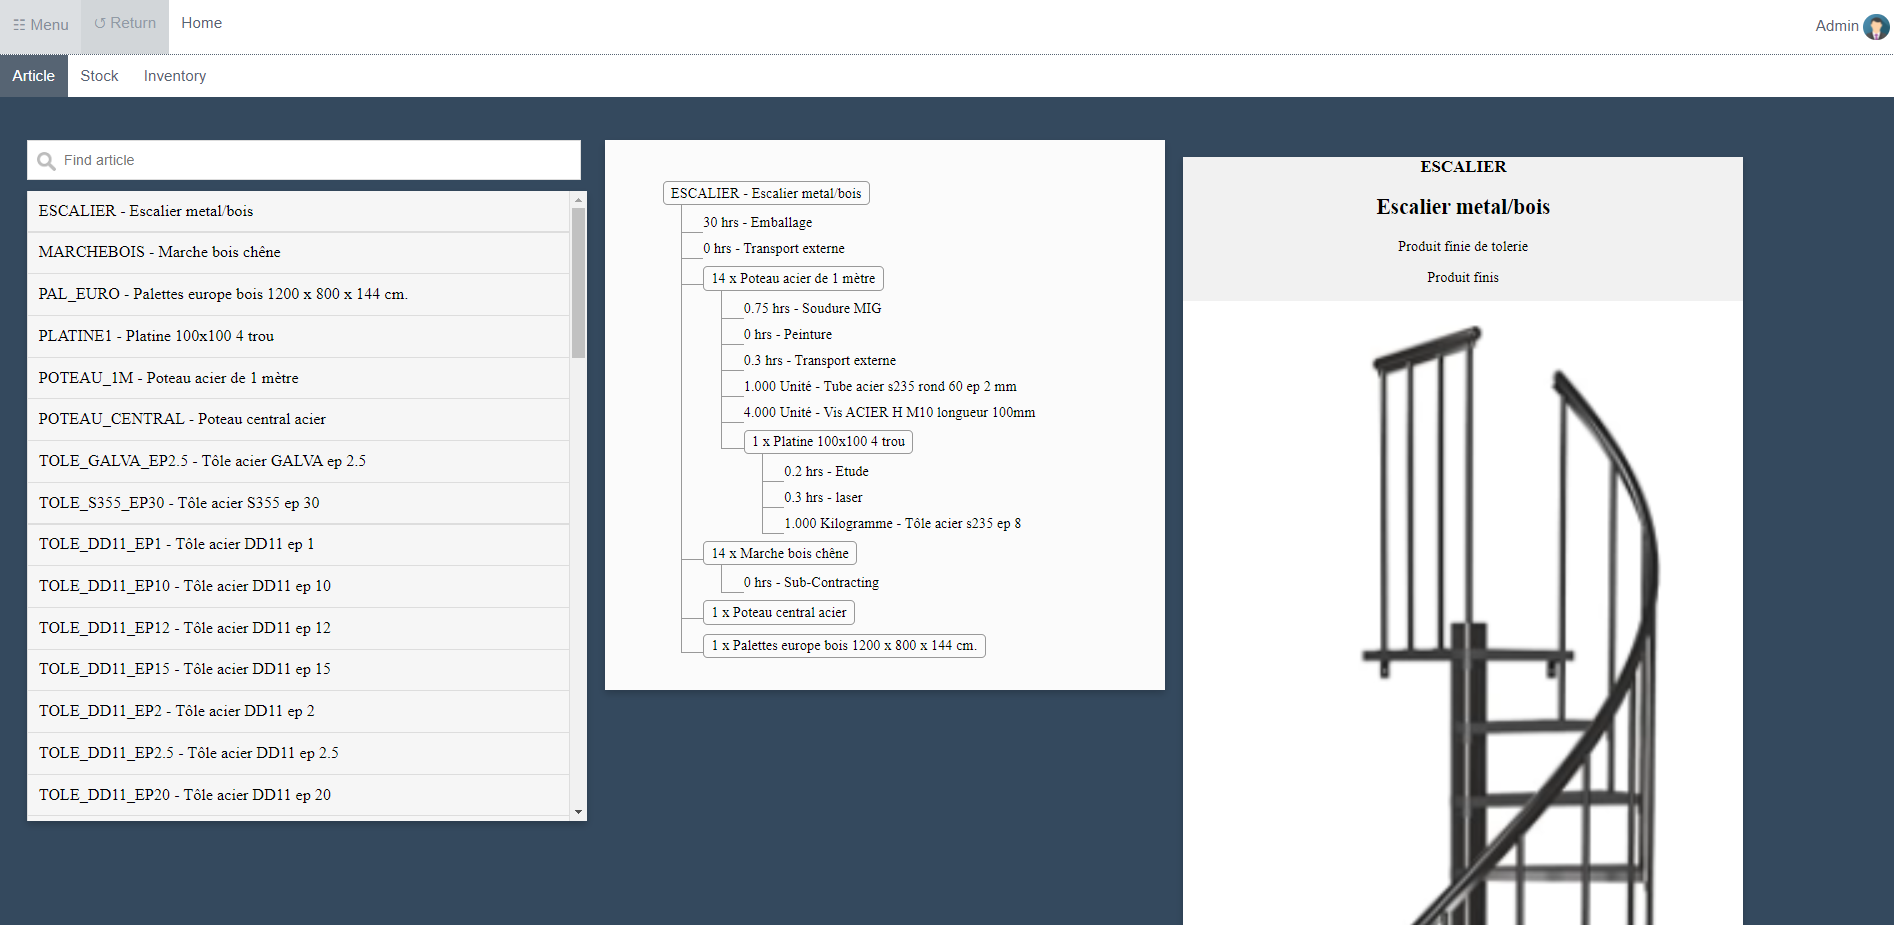 ☷ Menu
↺ Return
Home
Admin
Article
Stock
Inventory
Find article
ESCALIER - Escalier metal/bois
MARCHEBOIS - Marche bois chêne
PAL_EURO - Palettes europe bois 1200 x 800 x 144 cm.
PLATINE1 - Platine 100x100 4 trou
POTEAU_1M - Poteau acier de 1 mètre
POTEAU_CENTRAL - Poteau central acier
TOLE_GALVA_EP2.5 - Tôle acier GALVA ep 2.5
TOLE_S355_EP30 - Tôle acier S355 ep 30
TOLE_DD11_EP1 - Tôle acier DD11 ep 1
TOLE_DD11_EP10 - Tôle acier DD11 ep 10
TOLE_DD11_EP12 - Tôle acier DD11 ep 12
TOLE_DD11_EP15 - Tôle acier DD11 ep 15
TOLE_DD11_EP2 - Tôle acier DD11 ep 2
TOLE_DD11_EP2.5 - Tôle acier DD11 ep 2.5
TOLE_DD11_EP20 - Tôle acier DD11 ep 20
ESCALIER - Escalier metal/bois
30 hrs - Emballage
0 hrs - Transport externe
14 x Poteau acier de 1 mètre
0.75 hrs - Soudure MIG
0 hrs - Peinture
0.3 hrs - Transport externe
1.000 Unité - Tube acier s235 rond 60 ep 2 mm
4.000 Unité - Vis ACIER H M10 longueur 100mm
1 x Platine 100x100 4 trou
0.2 hrs - Etude
0.3 hrs - laser
1.000 Kilogramme - Tôle acier s235 ep 8
14 x Marche bois chêne
0 hrs - Sub-Contracting
1 x Poteau central acier
1 x Palettes europe bois 1200 x 800 x 144 cm.
ESCALIER
Escalier metal/bois
Produit finie de tolerie
Produit finis